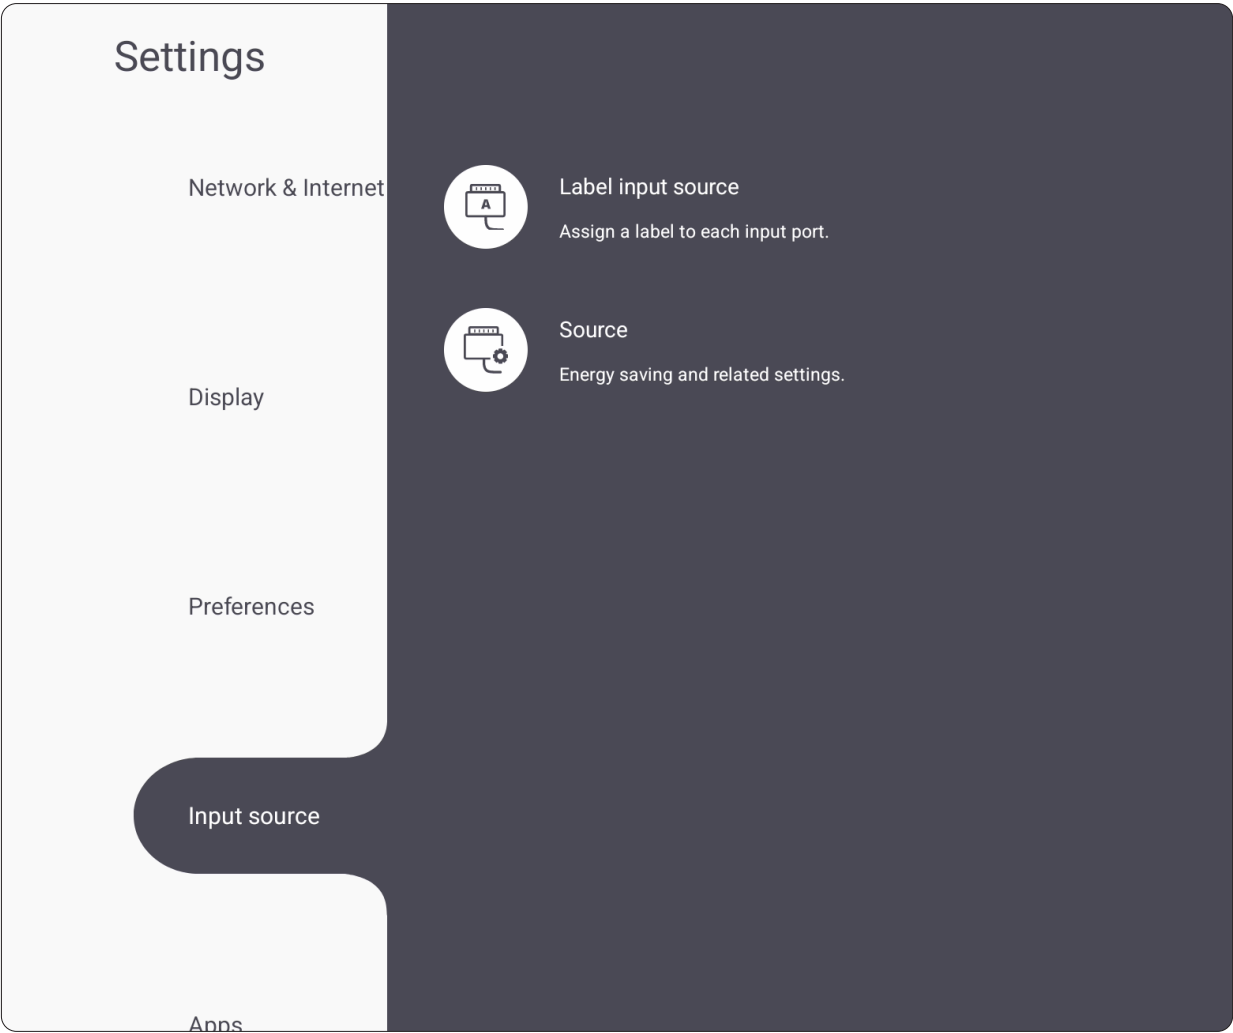 Settings
Network & Internet
Display
Preferences
Input source
Apps
A
Label input source
Assign a label to each input port.
Source
Energy saving and related settings.